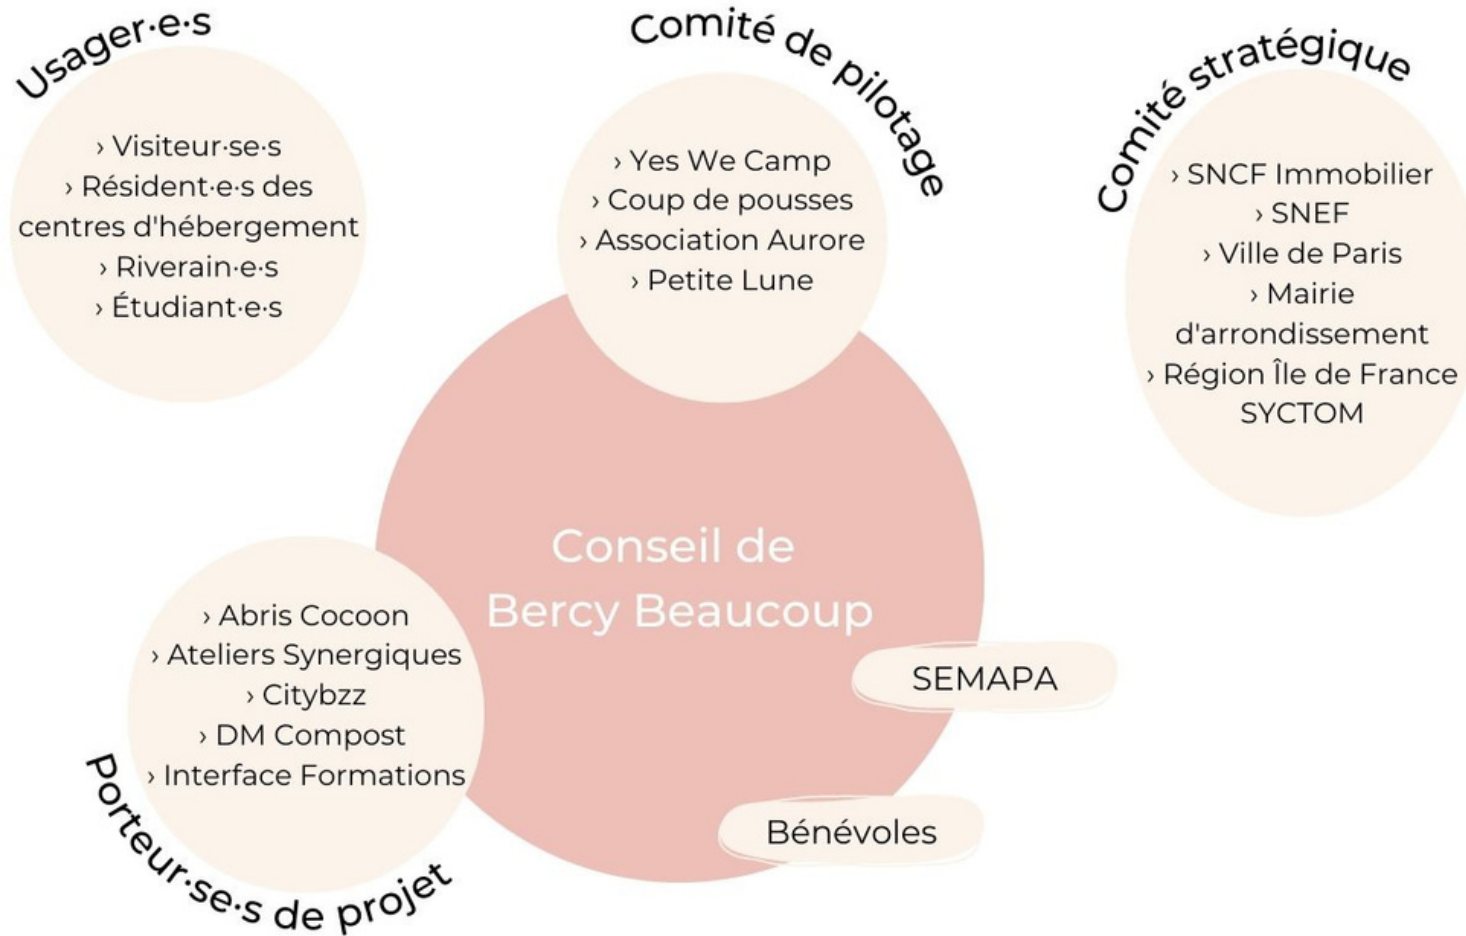 Usager·e·s
› Visiteur·se·s
› Résident·e·s des
centres d'hébergement
› Riverain·e·s
› Étudiant·e·s
Comité de pilotage
› Yes We Camp
› Coup de pousses
› Association Aurore
› Petite Lune
Comité stratégique
› SNCF Immobilier
› SNEF
› Ville de Paris
› Mairie
d'arrondissement
› Région Île de France
SYCTOM
Conseil de
Bercy Beaucoup
› Abris Cocoon
› Ateliers Synergiques
› Citybzz
› DM Compost
› Interface Formations
Porteur·se·s de projet
SEMAPA
Bénévoles